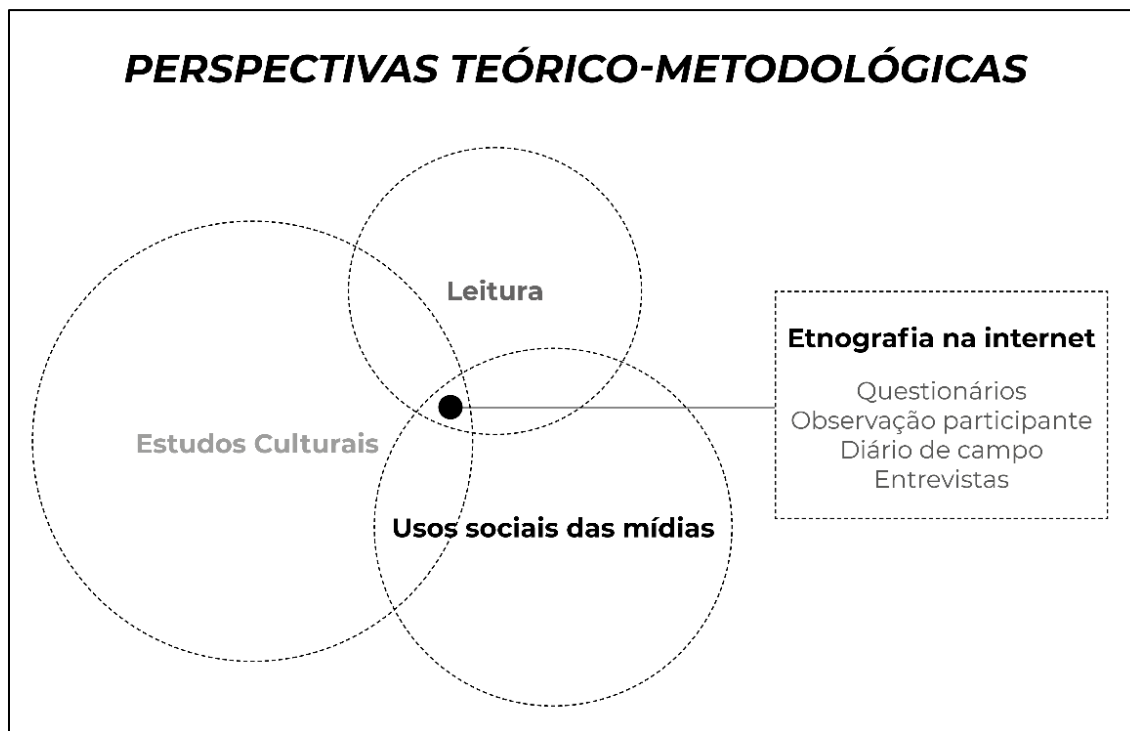 PERSPECTIVAS TEÓRICO-METODOLÓGICAS
Leitura
Estudos Culturais
Usos sociais das mídias
Etnografia na internet
Questionários
Observação participante
Diário de campo
Entrevistas